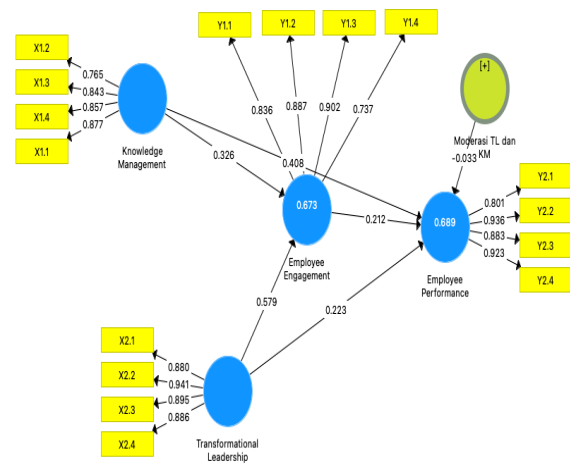 Y1.1
Y1.2
Y1.3
Y1.4
X1.2
X1.3
X1.4
X1.1
0.765
0.843
0.857
0.877
Knowledge
Management
0.836
0.887
0.902
0.737
[+]
Moderasi TL dan
KM
-0.033
0.326
0.408
0.673
Employee
Engagement
0.212
0.689
Employee
Performance
0.801
0.936
0.883
0.923
Y2.1
Y2.2
Y2.3
Y2.4
0.579
0.223
X2.1
X2.2
X2.3
X2.4
0.880
0.941
0.895
0.886
Transformational
Leadership